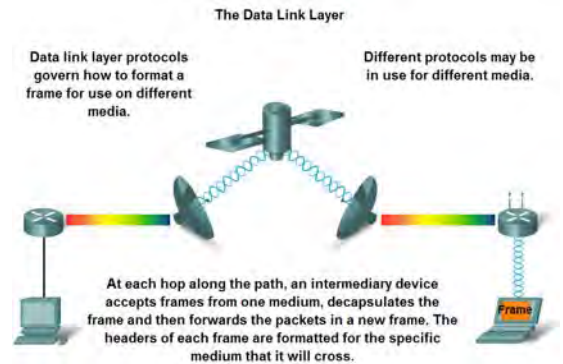 The Data Link Layer
Data link layer protocols
govern how to format a
frame for use on different
media.
Different protocols may be
in use for different media.
At each hop along the path, an intermediary device
accepts frames from one medium, decapsulates the
frame and then forwards the packets in a new frame. The
headers of each frame are formatted for the specific
medium that it will cross.
Frame